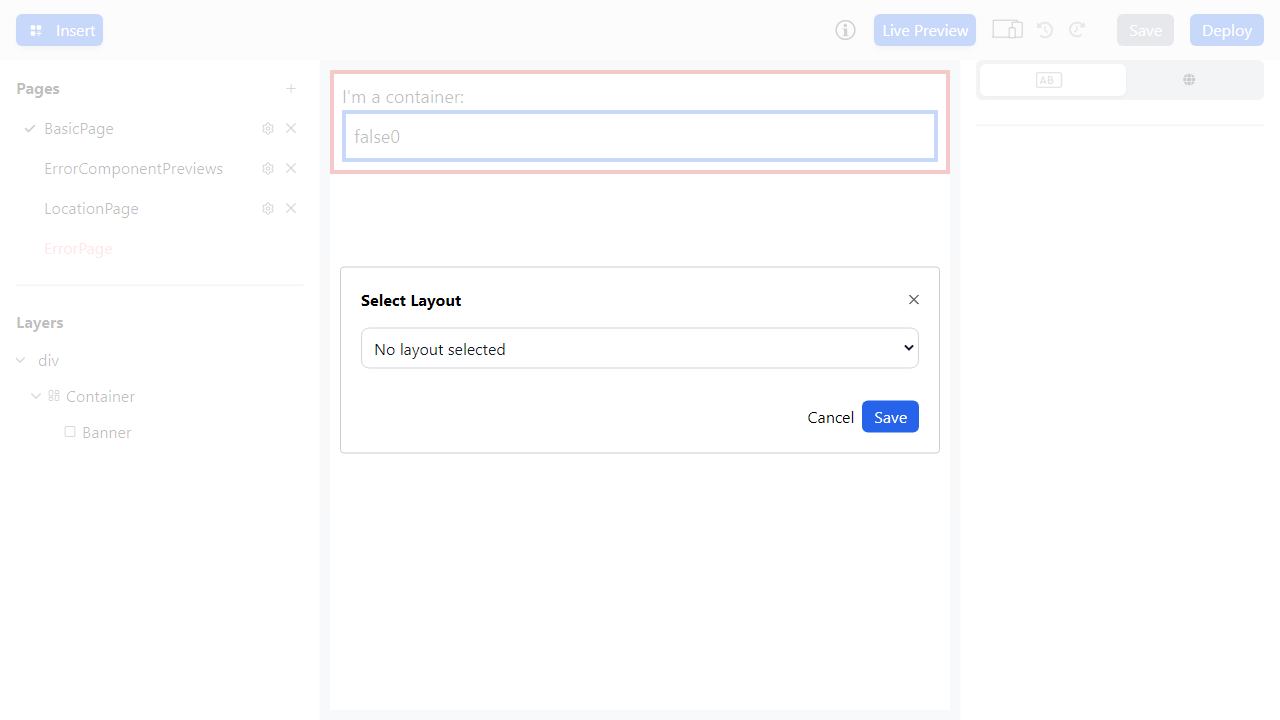 Insert
Live Preview
Save
Deploy
Pages
BasicPage
ErrorComponentPreviews
LocationPage
ErrorPage
Layers
div
Container
Banner
I'm a container:
false0
Select Layout
No layout selected
Cancel
Save
AB